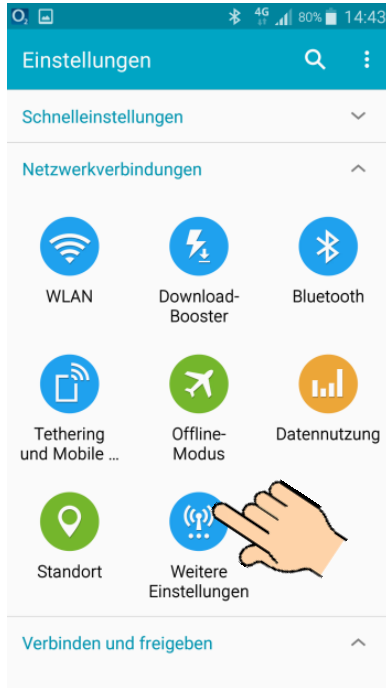 O₂ 4G 80% 14:43
Einstellungen
Schnelleinstellungen
Netzwerkverbindungen
WLAN Download- Bluetooth
Booster
Tethering Offline- Datennutzung
und Mobile ... Modus
Standort Weitere
Einstellungen
Verbinden und freigeben